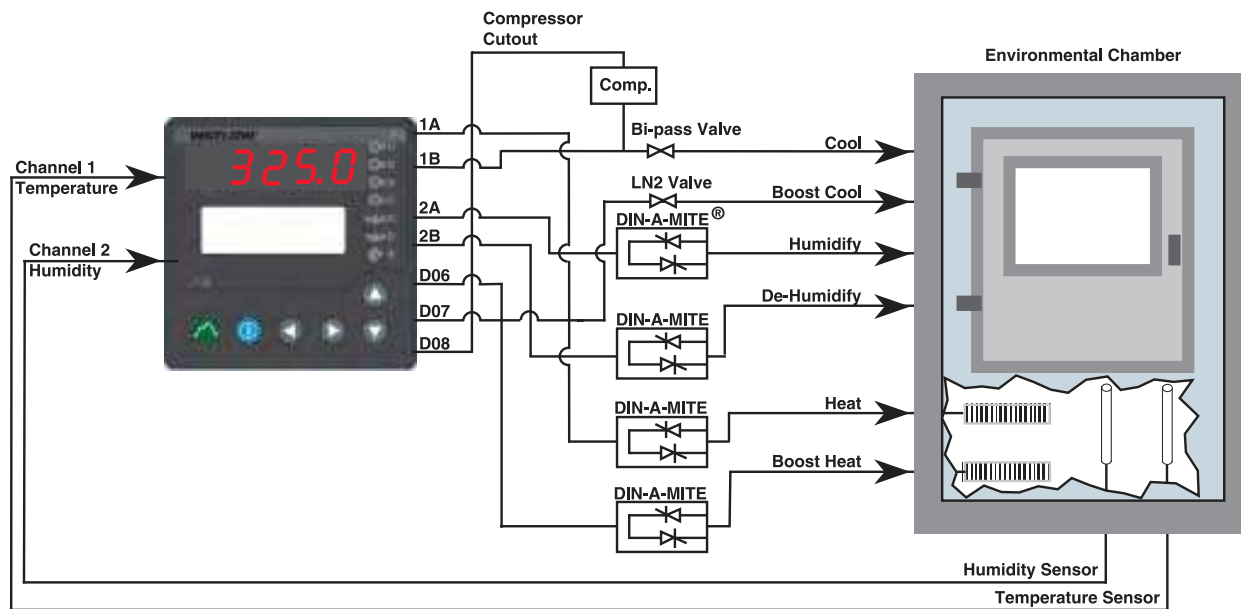 Compressor
Cutout
Environmental Chamber
Comp.
1A
Bi-pass Valve
Cool
1B
325.0
Channel 1
Temperature
LN2 Valve
Boost Cool
2A
DIN-A-MITE®
Humidify
2B
Channel 2
Humidity
D06
De-Humidify
D07
DIN-A-MITE
D08
DIN-A-MITE
Heat
Boost Heat
DIN-A-MITE
Humidity Sensor
Temperature Sensor